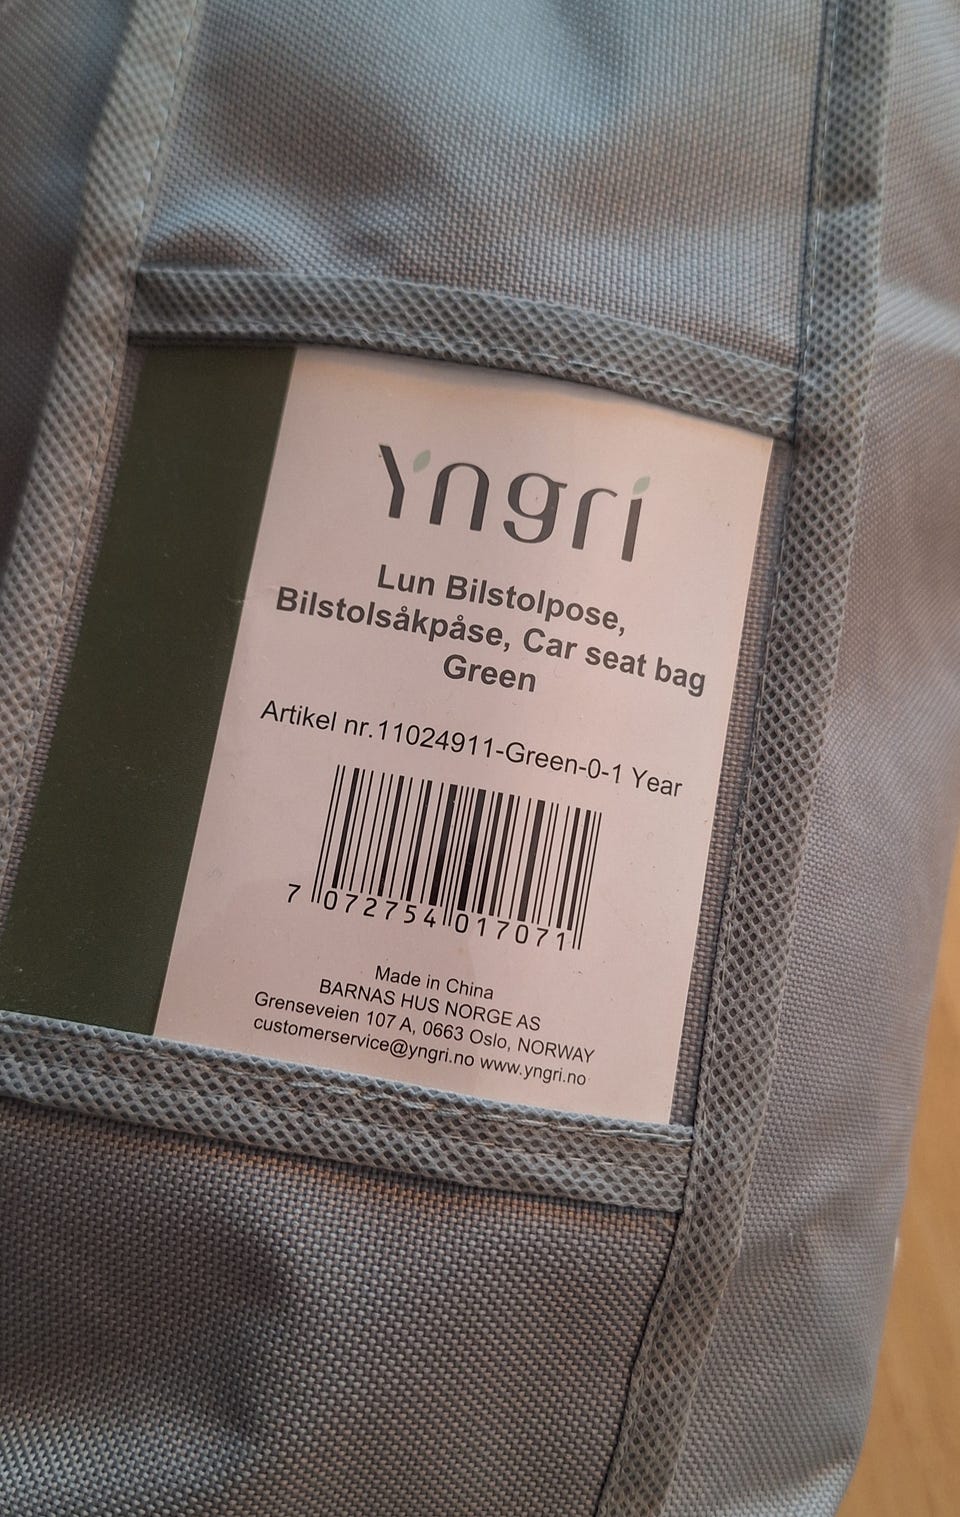 Yngri
Lun Bilstolpose,
Bilstolsåkpåse, Car seat bag
Green
Artikel nr.11024911-Green-0-1 Year
7 072754 017071
Made in China
BARNAS HUS NORGE AS
Grenseveien 107 A, 0663 Oslo, NORWAY
customerservice@yngri.no www.yngri.no